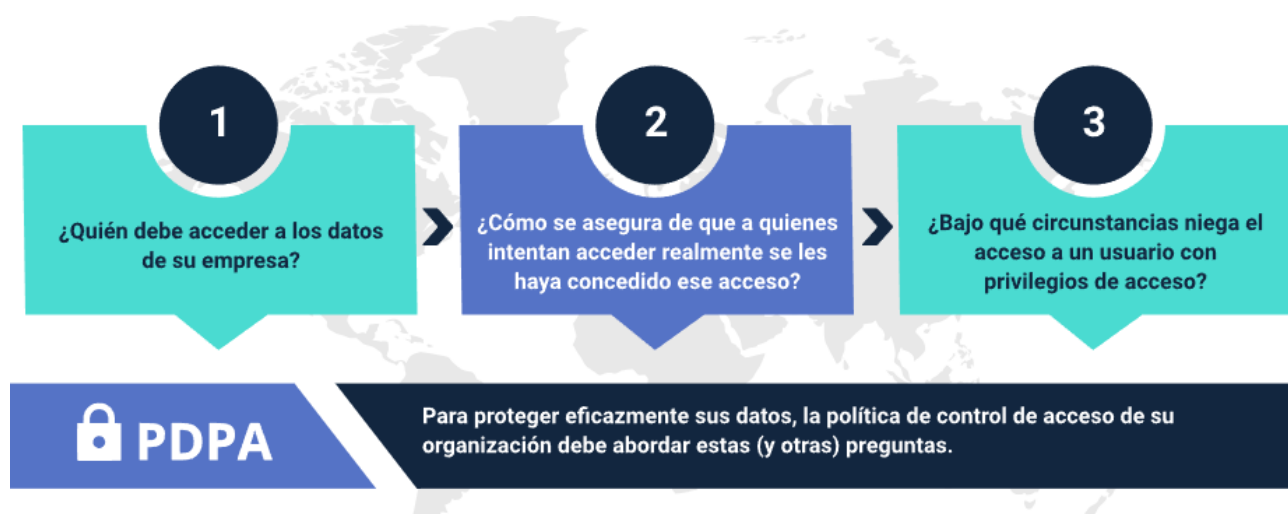 1
¿Quién debe acceder a los datos
de su empresa?
2
¿Cómo se asegura de que a quienes
intentan acceder realmente se les
haya concedido ese acceso?
3
¿Bajo qué circunstancias niega el
acceso a un usuario con
privilegios de acceso?
PDPA
Para proteger eficazmente sus datos, la política de control de acceso de su
organización debe abordar estas (y otras) preguntas.